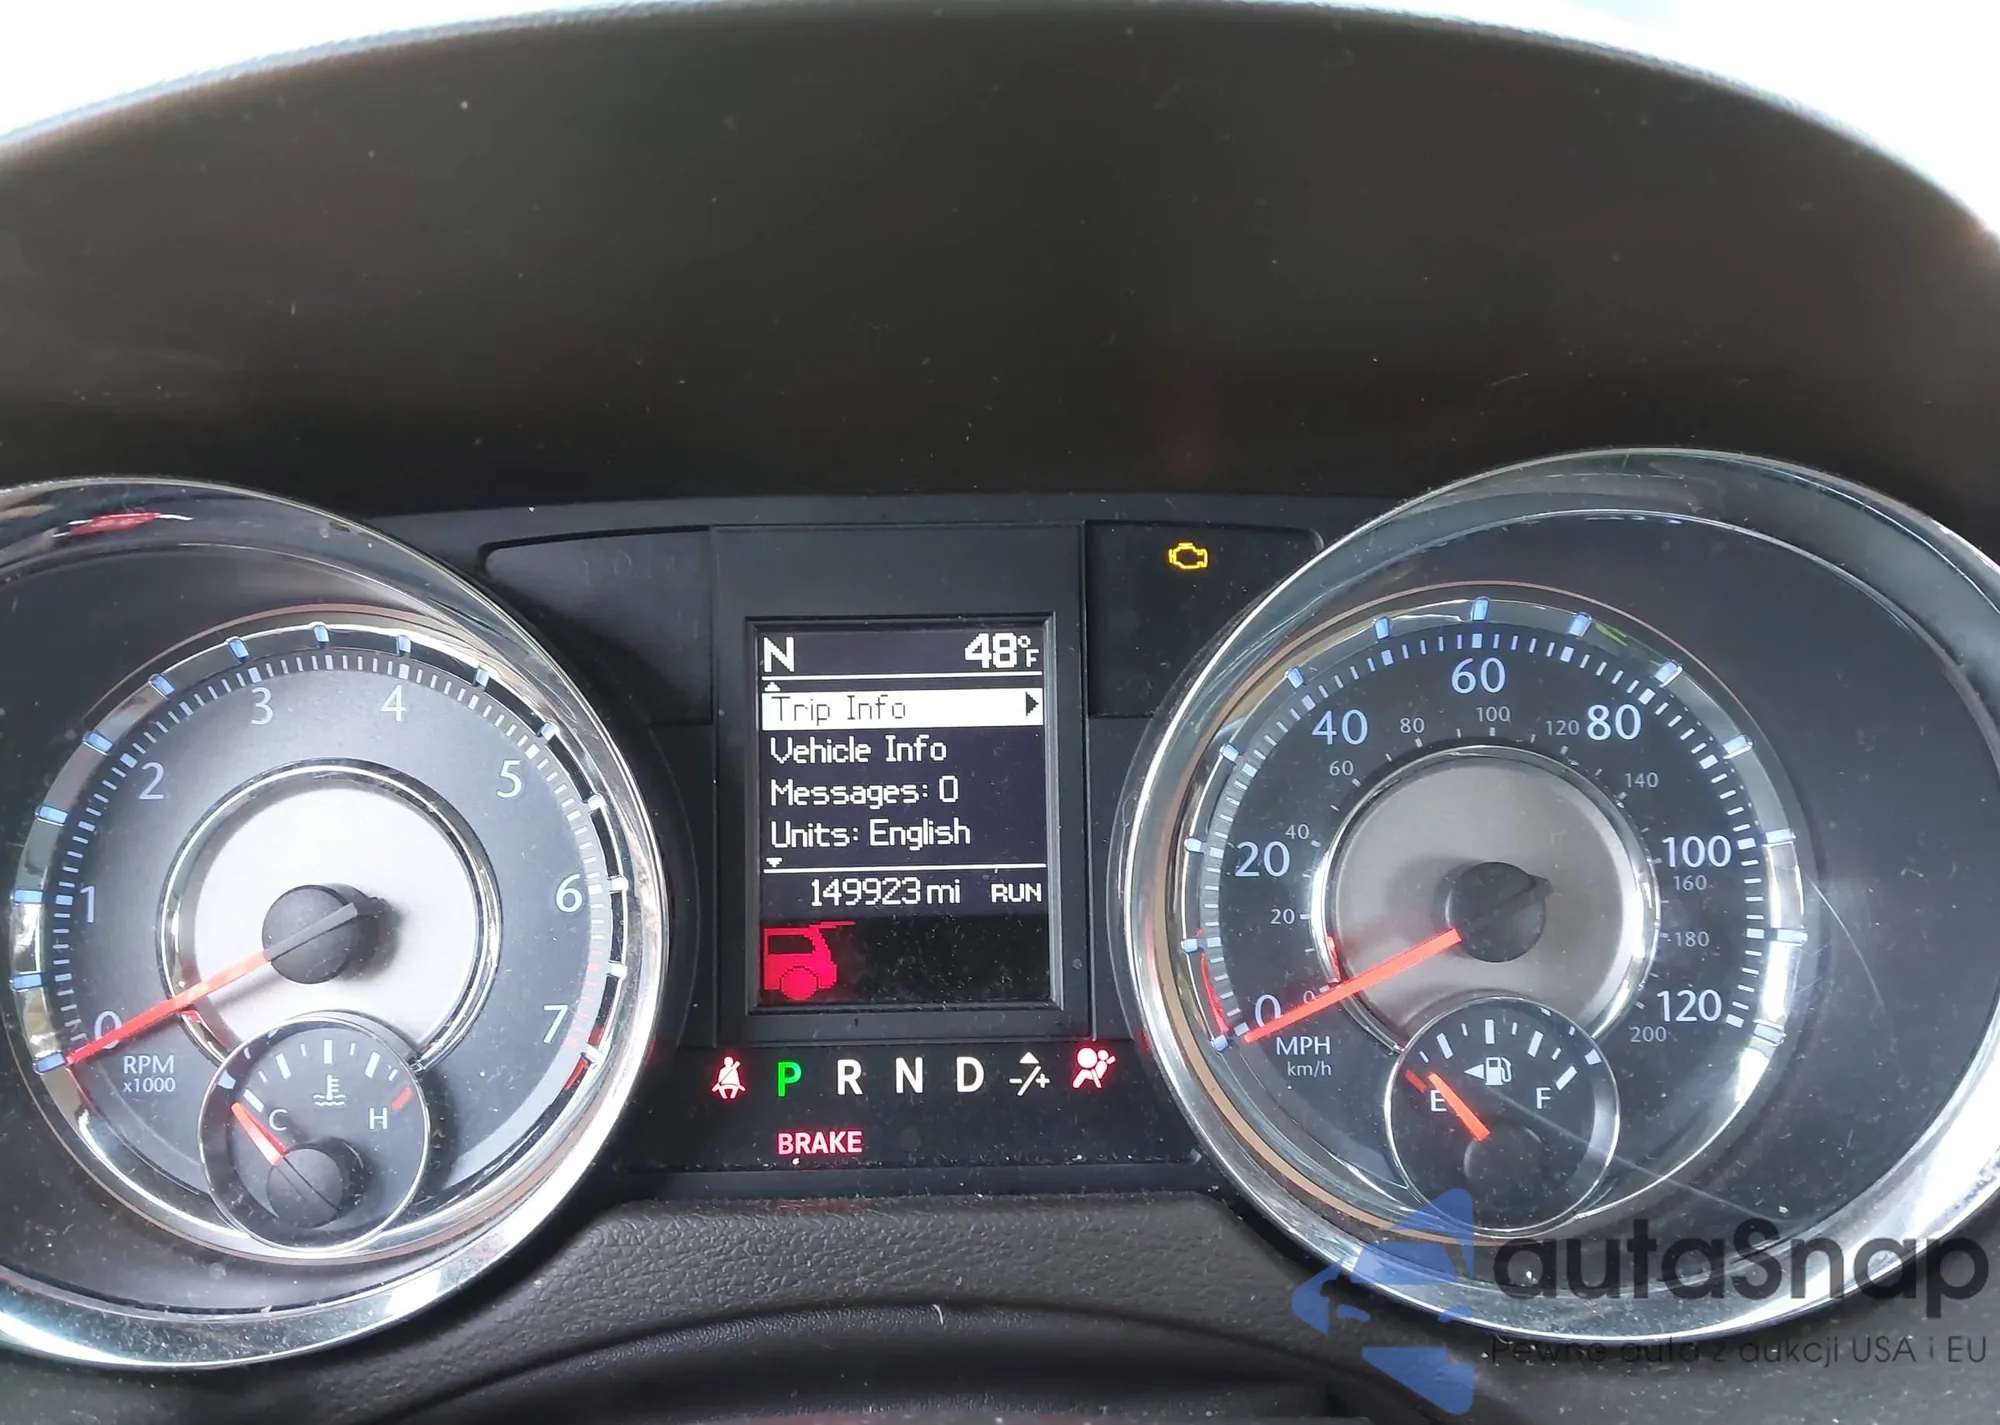 N 48°F
Trip Info
Vehicle Info
Messages: 0
Units: English
149923 mi RUN
P R N D -/+
BRAKE
0 1 2 3 4 5 6 7
RPM
x1000
C H
0 20 40 60 80 100 120
0 20 40 60 80 100 120 140 160 180 200
MPH
km/h
E F
autaSnap
Pewne auta z aukcji USA i EU